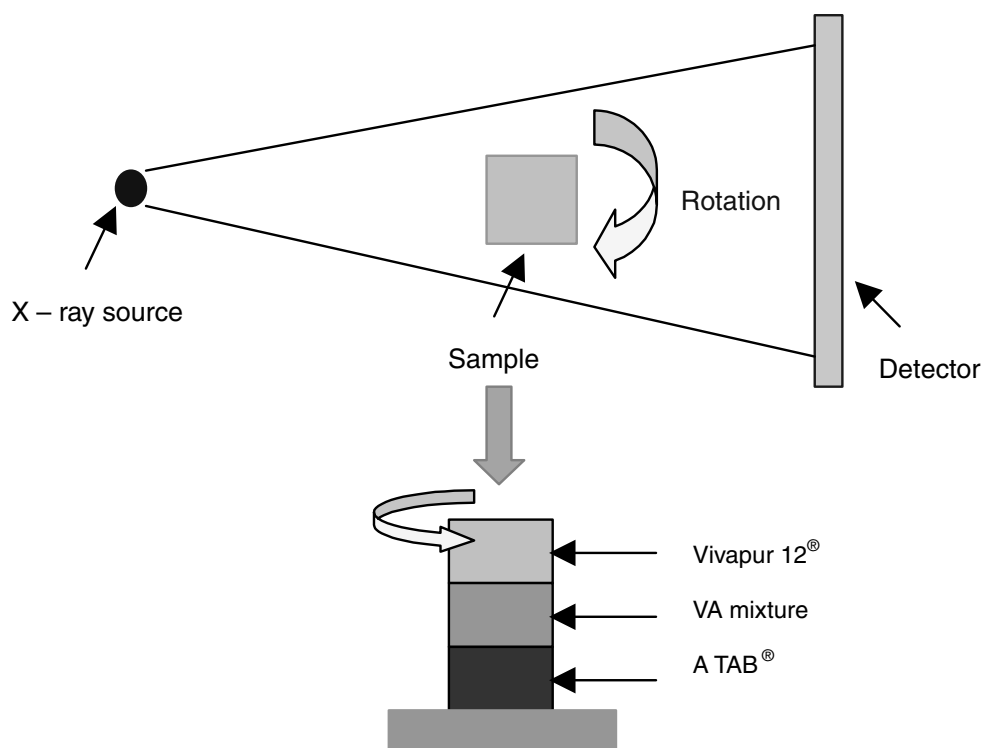 Rotation
X – ray source
Sample
Detector
Vivapur 12®
VA mixture
A TAB®